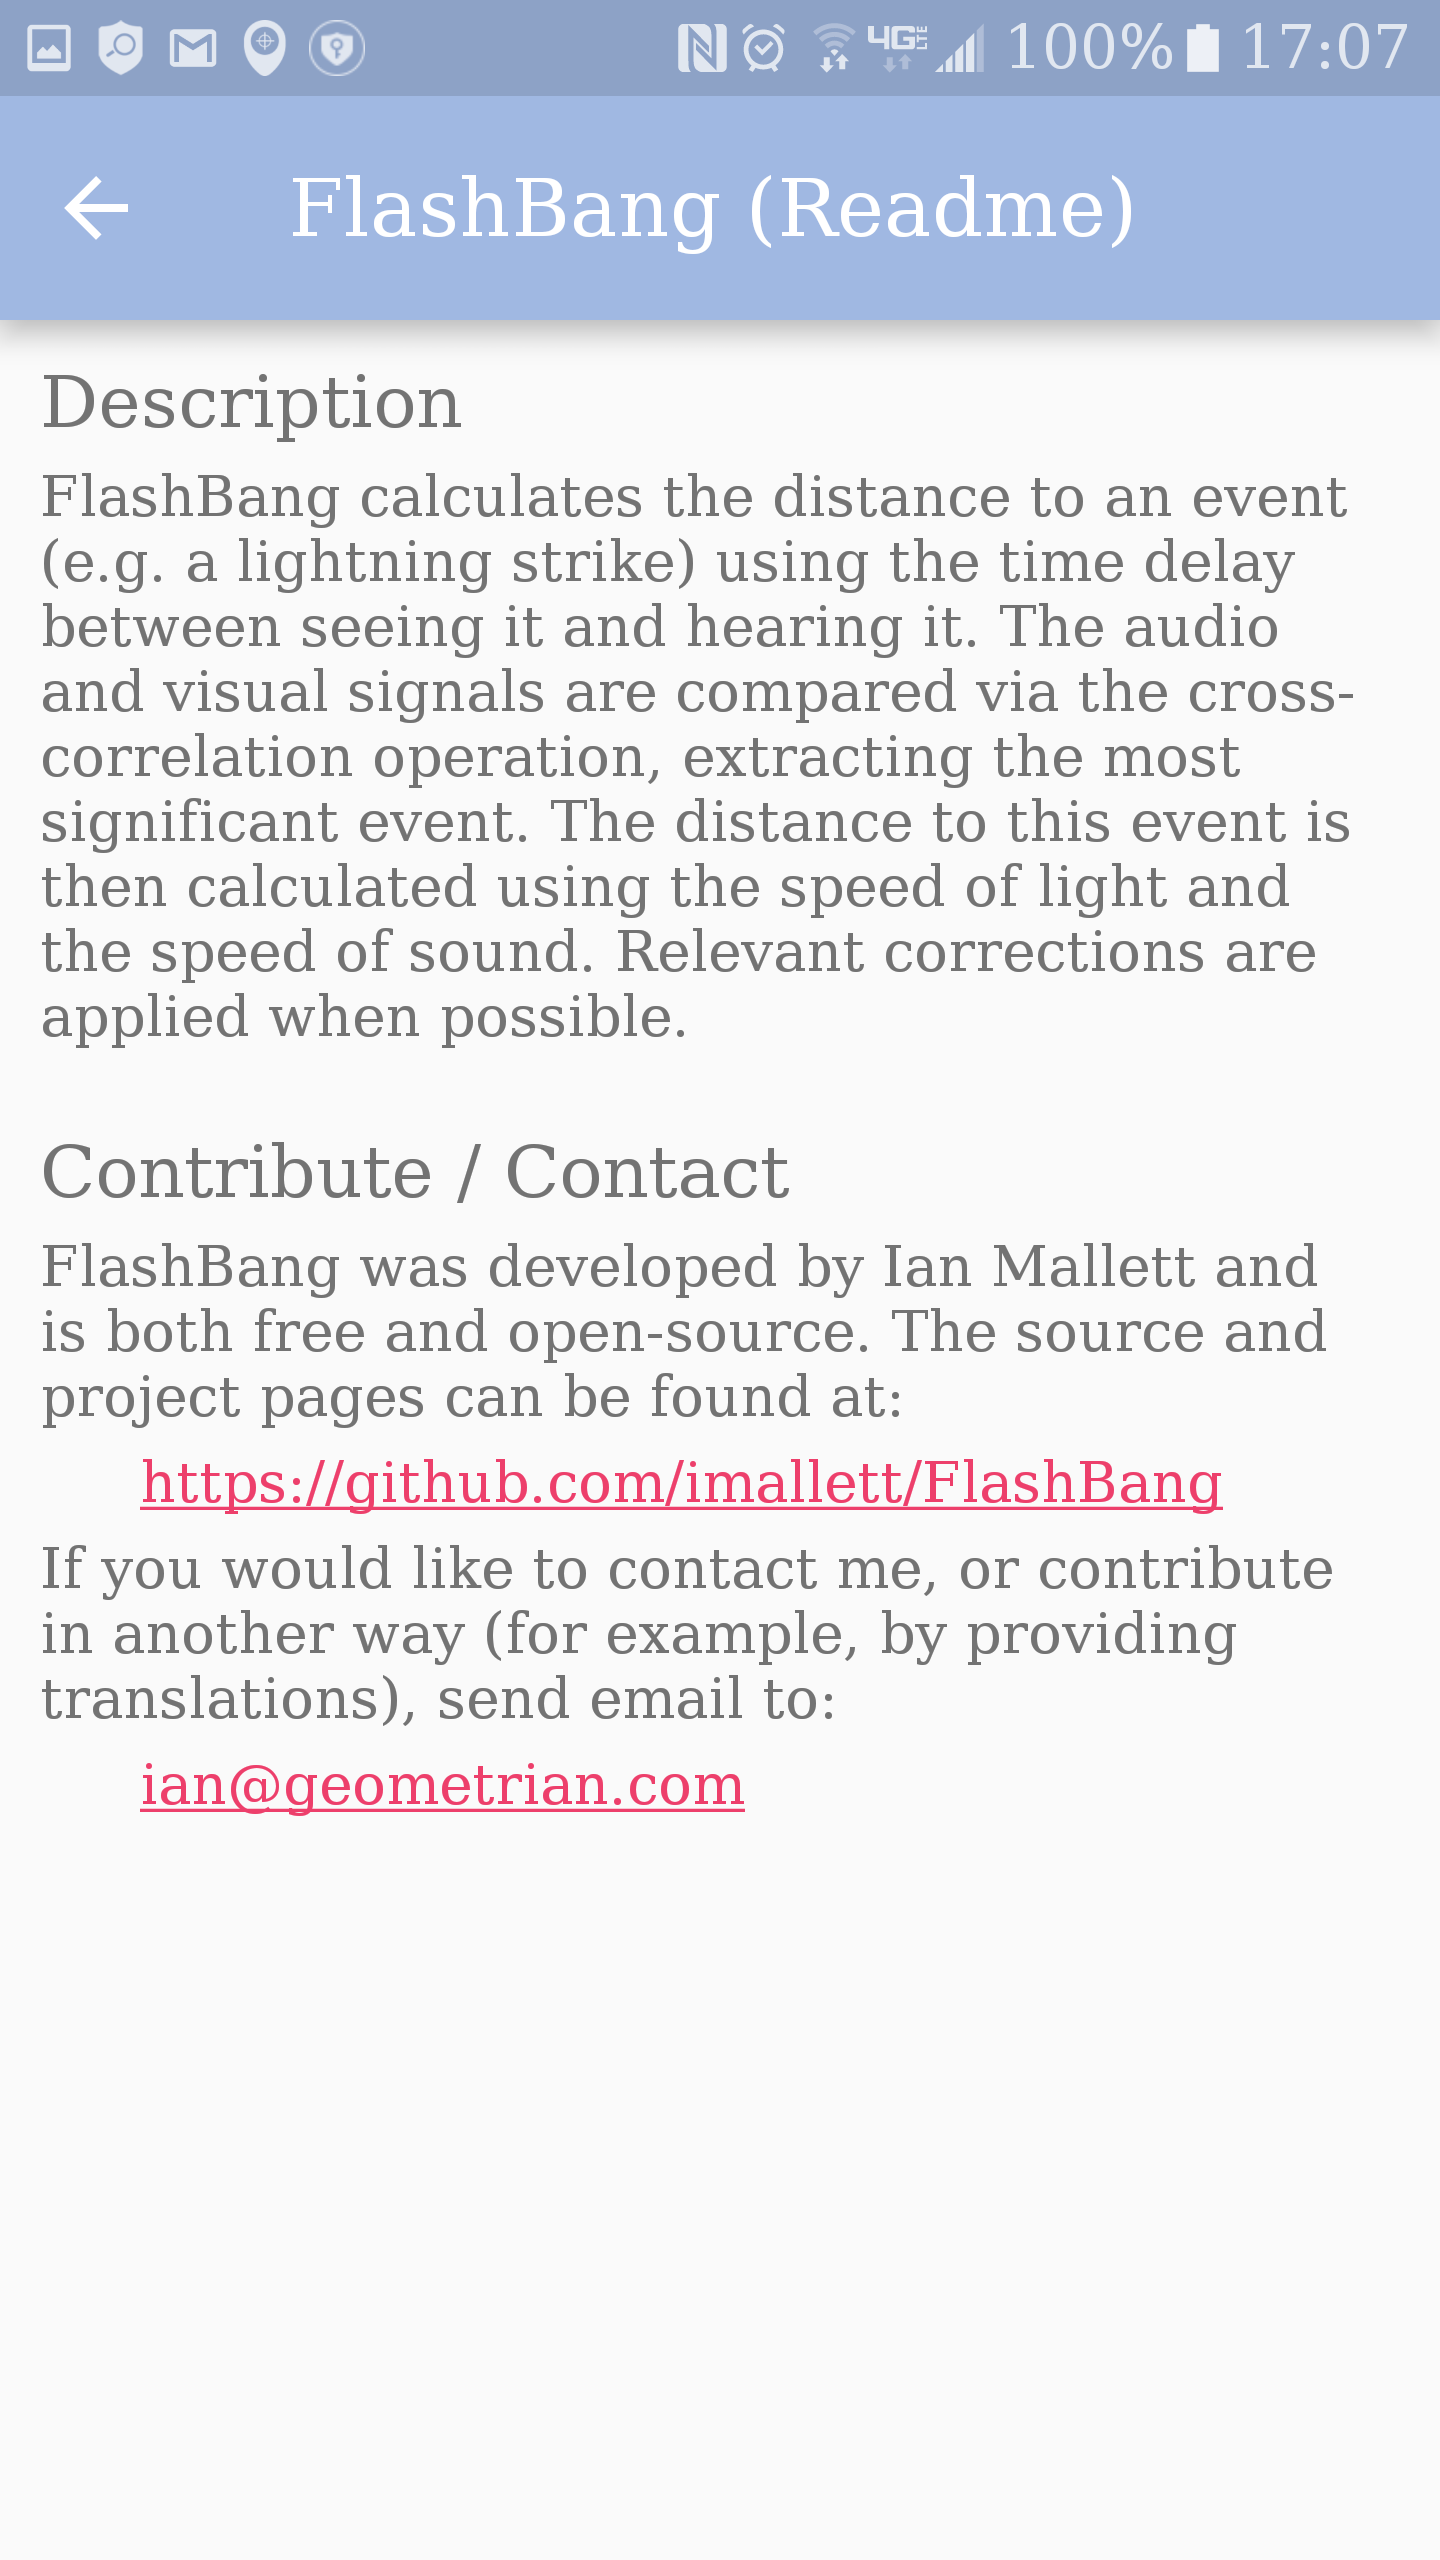 4G LTE 100% 17:07
FlashBang (Readme)
Description
FlashBang calculates the distance to an event
(e.g. a lightning strike) using the time delay
between seeing it and hearing it. The audio
and visual signals are compared via the cross-
correlation operation, extracting the most
significant event. The distance to this event is
then calculated using the speed of light and
the speed of sound. Relevant corrections are
applied when possible.
Contribute / Contact
FlashBang was developed by Ian Mallett and
is both free and open-source. The source and
project pages can be found at:
https://github.com/imallett/FlashBang
If you would like to contact me, or contribute
in another way (for example, by providing
translations), send email to:
ian@geometrian.com